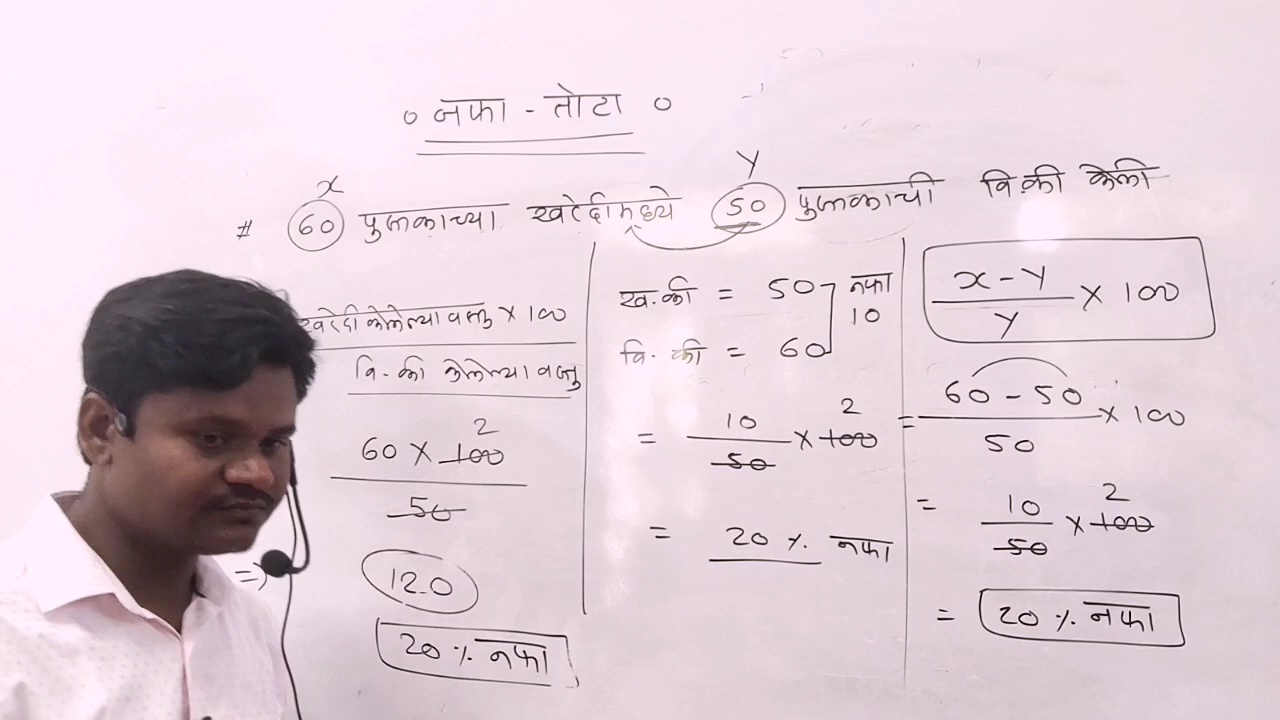 ० नफा - तोटा ०
x y
# 60 पुस्तकाच्या खरेदीमध्ये 50 पुस्तकाची विक्री केली
खरेदी केलेल्या वस्तु × 100
वि. की केलेल्या वस्तु
60 × 100 2
50
=> 120
20 % नफा
ख. की = 50 नफा
वि. की = 60 10
= 10/50 × 100 2
= 20 % नफा
x - y
y
× 100
= 60 - 50
50
× 100
= 10/50 × 100 2
= 20 % नफा